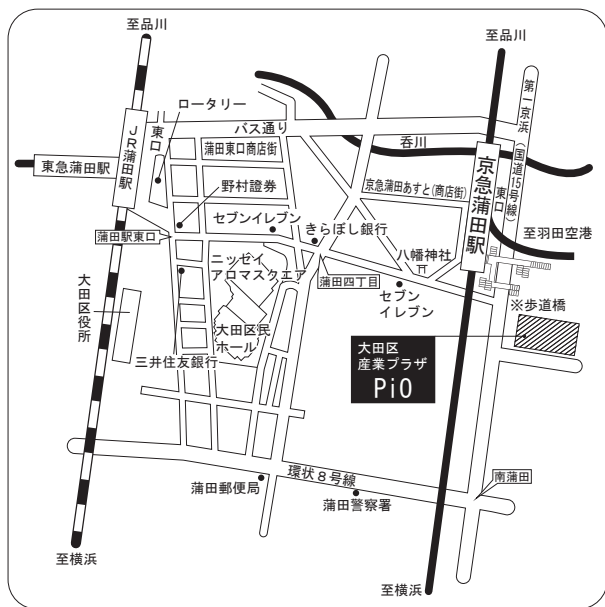 至品川
至品川
ロータリー
バス通り
呑川
第一京浜(国道15号線)
JR蒲田駅
東口
蒲田東口商店街
東急蒲田駅
野村證券
京急蒲田あすと(商店街)
京急蒲田駅
東口
セブンイレブン
きらぼし銀行
至羽田空港
蒲田駅東口
八幡神社
ニッセイ
アロマスクエア
蒲田四丁目
セブン
イレブン
※歩道橋
大田区役所
大田区民
ホール
大田区
産業プラザ
PiO
三井住友銀行
環状8号線
南蒲田
蒲田郵便局
蒲田警察署
至横浜
至横浜